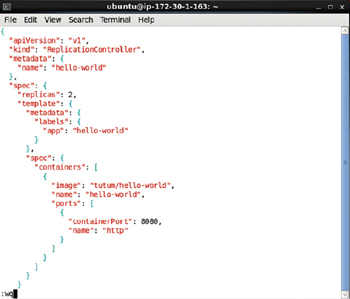 ubuntu@ip-172-30-1-163: ~
File Edit View Search Terminal Help
{
"apiVersion": "v1",
"kind": "ReplicationController",
"metadata": {
"name": "hello-world"
},
"spec": {
"replicas": 2,
"template": {
"metadata": {
"labels": {
"app": "hello-world"
}
},
"spec": {
"containers": [
{
"image": "tutum/hello-world",
"name": "hello-world",
"ports": [
{
"containerPort": 8080,
"name": "http"
}
]
}
]
}
}
:wq